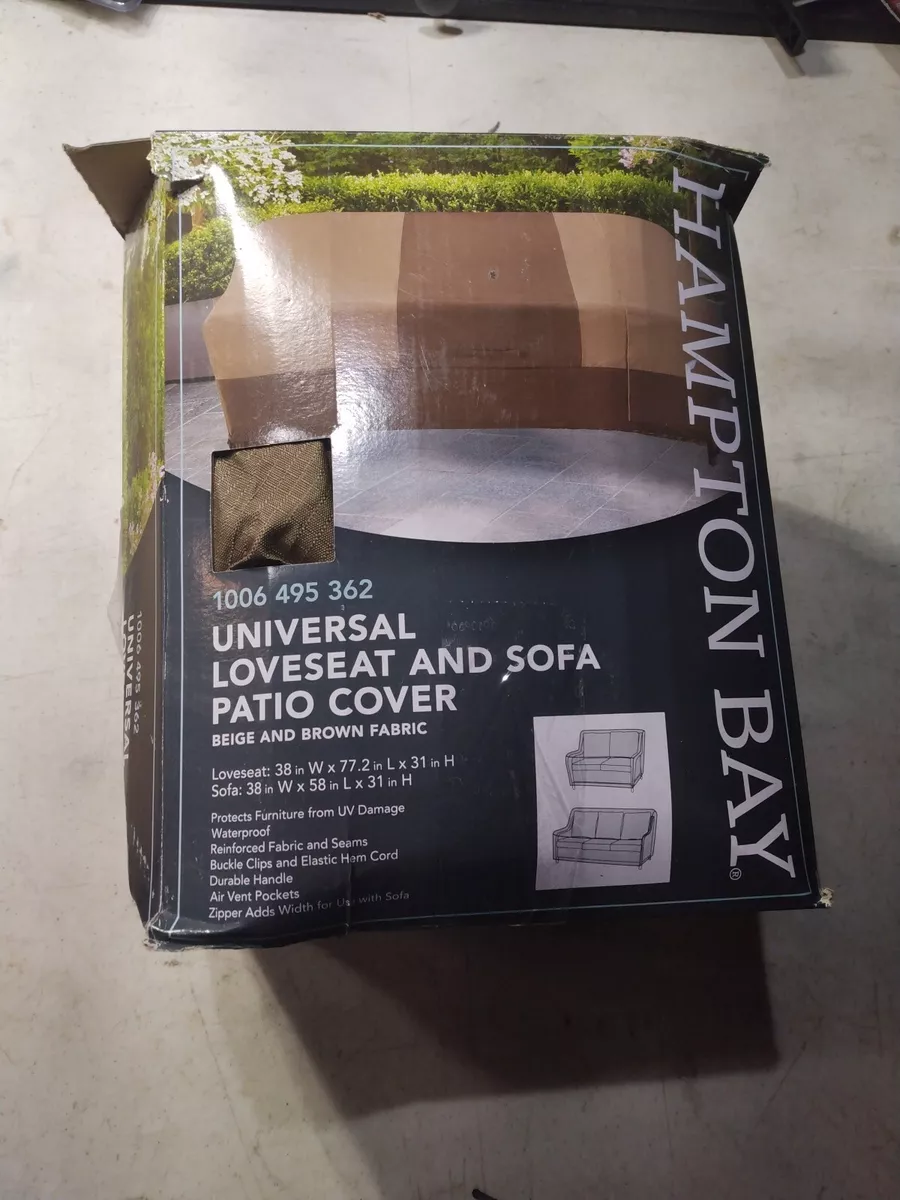 HAMPTON BAY®
1006 495 362
UNIVERSAL
LOVESEAT AND SOFA
PATIO COVER
BEIGE AND BROWN FABRIC
Loveseat: 38 in W x 77.2 in L x 31 in H
Sofa: 38 in W x 58 in L x 31 in H
Protects Furniture from UV Damage
Waterproof
Reinforced Fabric and Seams
Buckle Clips and Elastic Hem Cord
Durable Handle
Air Vent Pockets
Zipper Adds Width for Use with Sofa
1006 495 362
UNIVERSAL